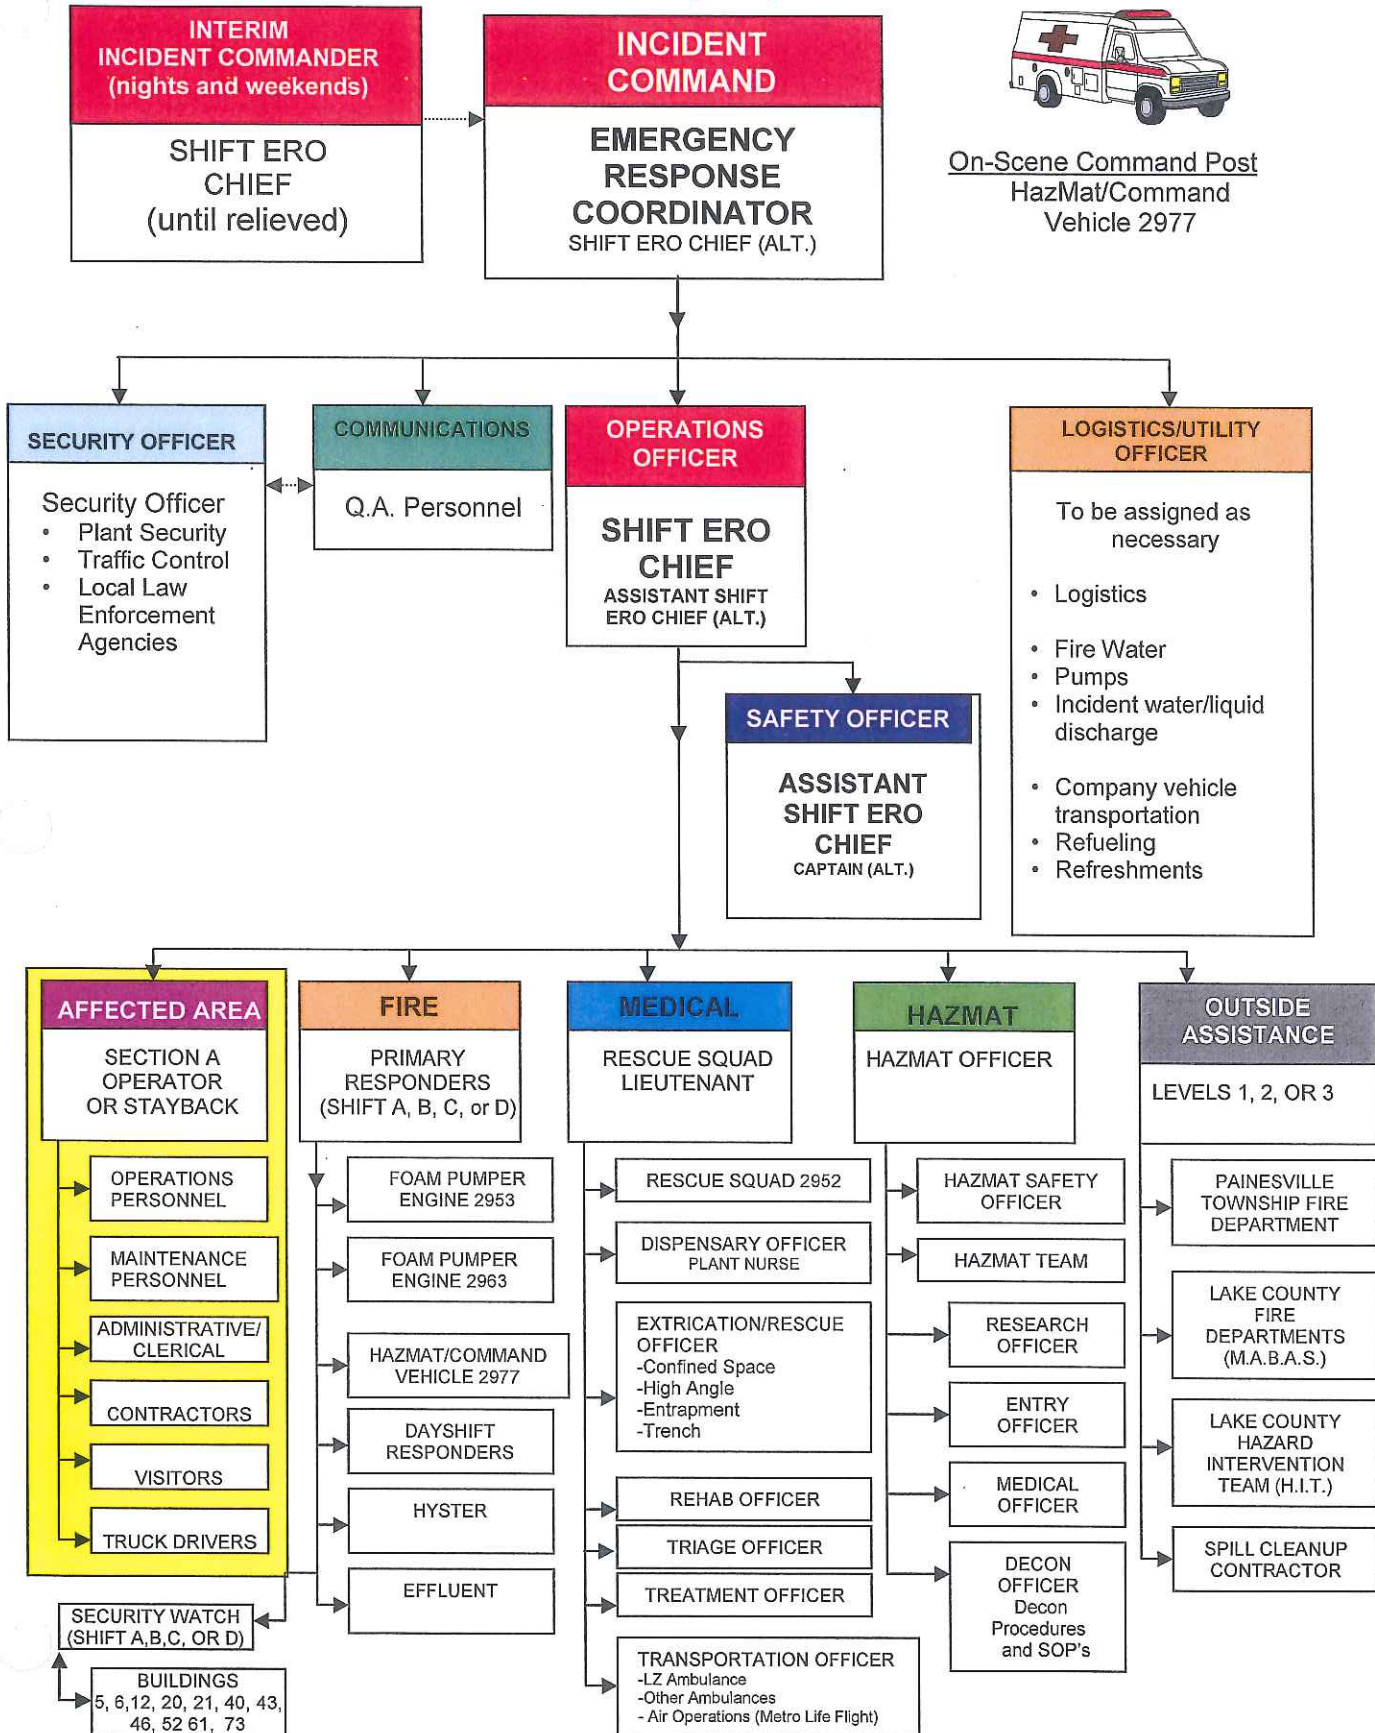 INTERIM
INCIDENT COMMANDER
(nights and weekends)
SHIFT ERO
CHIEF
(until relieved)
INCIDENT
COMMAND
EMERGENCY
RESPONSE
COORDINATOR
SHIFT ERO CHIEF (ALT.)
On-Scene Command Post
HazMat/Command
Vehicle 2977
SECURITY OFFICER
Security Officer
• Plant Security
• Traffic Control
• Local Law
Enforcement
Agencies
COMMUNICATIONS
Q.A. Personnel
OPERATIONS
OFFICER
SHIFT ERO
CHIEF
ASSISTANT SHIFT
ERO CHIEF (ALT.)
LOGISTICS/UTILITY
OFFICER
To be assigned as
necessary
• Logistics
• Fire Water
• Pumps
• Incident water/liquid
discharge
• Company vehicle
transportation
• Refueling
• Refreshments
SAFETY OFFICER
ASSISTANT
SHIFT ERO
CHIEF
CAPTAIN (ALT.)
AFFECTED AREA
SECTION A
OPERATOR
OR STAYBACK
OPERATIONS
PERSONNEL
MAINTENANCE
PERSONNEL
ADMINISTRATIVE/
CLERICAL
CONTRACTORS
VISITORS
TRUCK DRIVERS
SECURITY WATCH
(SHIFT A,B,C, OR D)
BUILDINGS
5, 6,12, 20, 21, 40, 43,
46, 52 61, 73
FIRE
PRIMARY
RESPONDERS
(SHIFT A, B, C, or D)
FOAM PUMPER
ENGINE 2953
FOAM PUMPER
ENGINE 2963
HAZMAT/COMMAND
VEHICLE 2977
DAYSHIFT
RESPONDERS
HYSTER
EFFLUENT
MEDICAL
RESCUE SQUAD
LIEUTENANT
RESCUE SQUAD 2952
DISPENSARY OFFICER
PLANT NURSE
EXTRICATION/RESCUE
OFFICER
-Confined Space
-High Angle
-Entrapment
-Trench
REHAB OFFICER
TRIAGE OFFICER
TREATMENT OFFICER
TRANSPORTATION OFFICER
-LZ Ambulance
-Other Ambulances
- Air Operations (Metro Life Flight)
HAZMAT
HAZMAT OFFICER
HAZMAT SAFETY
OFFICER
HAZMAT TEAM
RESEARCH
OFFICER
ENTRY
OFFICER
MEDICAL
OFFICER
DECON
OFFICER
Decon
Procedures
and SOP's
OUTSIDE
ASSISTANCE
LEVELS 1, 2, OR 3
PAINESVILLE
TOWNSHIP FIRE
DEPARTMENT
LAKE COUNTY
FIRE
DEPARTMENTS
(M.A.B.A.S.)
LAKE COUNTY
HAZARD
INTERVENTION
TEAM (H.I.T.)
SPILL CLEANUP
CONTRACTOR